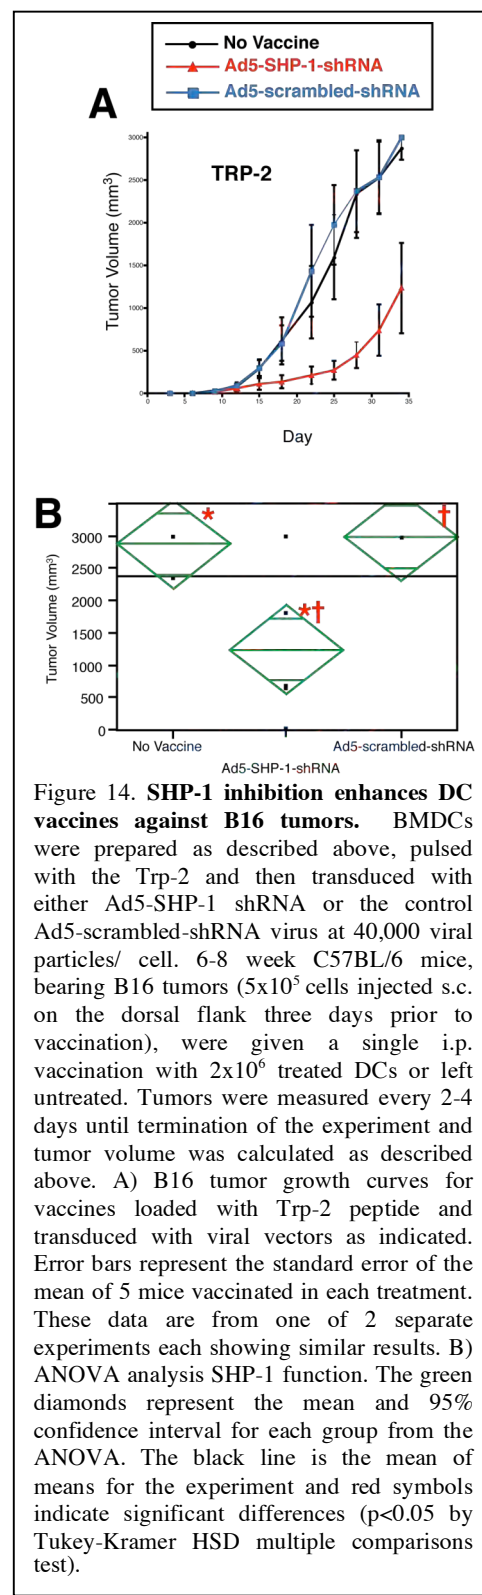 No Vaccine
Ad5-SHP-1-shRNA
Ad5-scrambled-shRNA
A
TRP-2
Tumor Volume (mm³)
3000
2500
2000
1500
1000
500
0
0 5 10 15 20 25 30 35
Day
B
*
†
*†
Tumor Volume (mm³)
3000
2500
2000
1500
1000
500
0
No Vaccine
Ad5-SHP-1-shRNA
Ad5-scrambled-shRNA
Figure 14. SHP-1 inhibition enhances DC
vaccines against B16 tumors. BMDCs
were prepared as described above, pulsed
with the Trp-2 and then transduced with
either Ad5-SHP-1 shRNA or the control
Ad5-scrambled-shRNA virus at 40,000 viral
particles/ cell. 6-8 week C57BL/6 mice,
bearing B16 tumors (5x10⁵ cells injected s.c.
on the dorsal flank three days prior to
vaccination), were given a single i.p.
vaccination with 2x10⁶ treated DCs or left
untreated. Tumors were measured every 2-4
days until termination of the experiment and
tumor volume was calculated as described
above. A) B16 tumor growth curves for
vaccines loaded with Trp-2 peptide and
transduced with viral vectors as indicated.
Error bars represent the standard error of the
mean of 5 mice vaccinated in each treatment.
These data are from one of 2 separate
experiments each showing similar results. B)
ANOVA analysis SHP-1 function. The green
diamonds represent the mean and 95%
confidence interval for each group from the
ANOVA. The black line is the mean of
means for the experiment and red symbols
indicate significant differences (p<0.05 by
Tukey-Kramer HSD multiple comparisons
test).